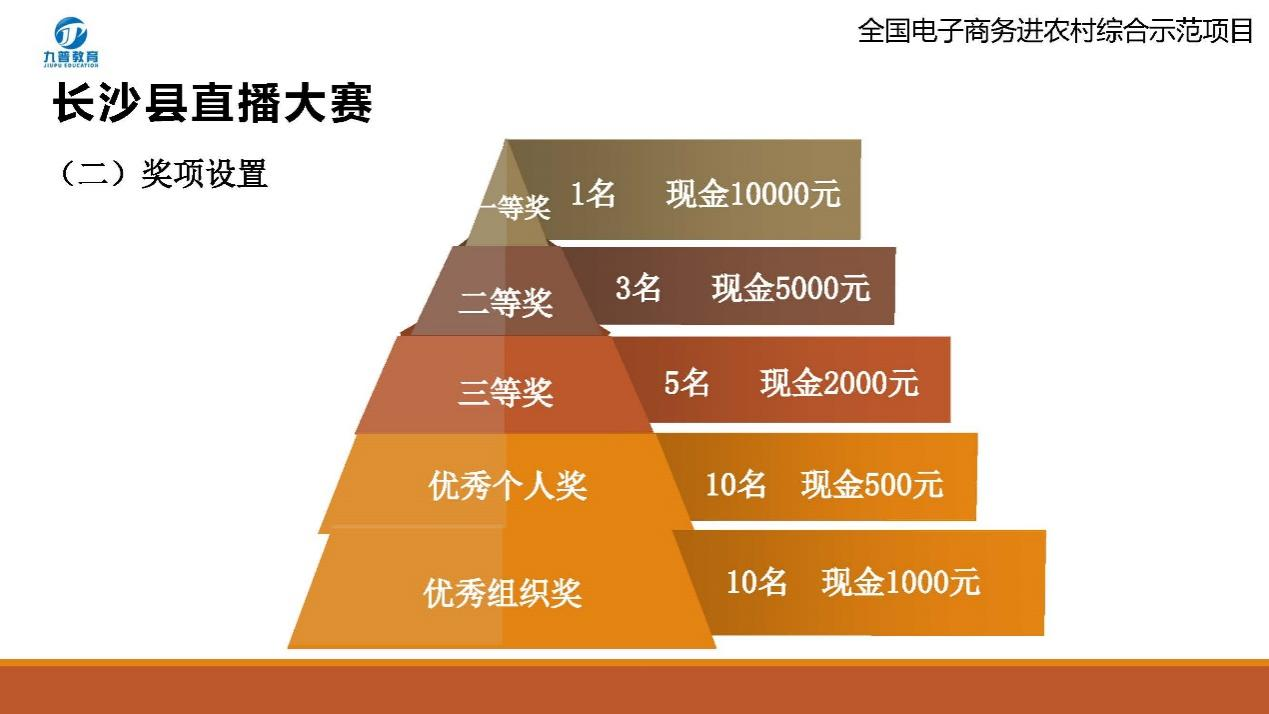 九普教育
JIUPU EDUCATION
全国电子商务进农村综合示范项目
长沙县直播大赛
（二）奖项设置
一等奖 1名 现金10000元
二等奖 3名 现金5000元
三等奖 5名 现金2000元
优秀个人奖 10名 现金500元
优秀组织奖 10名 现金1000元